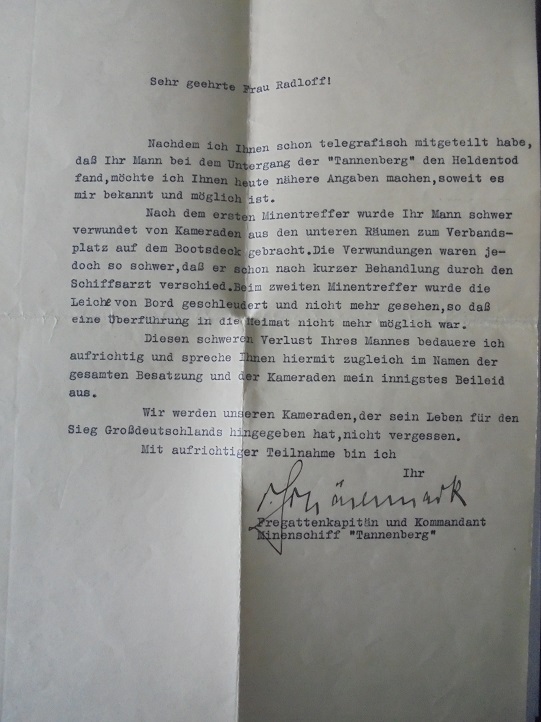 Sehr geehrte Frau Radloff!
Nachdem ich Ihnen schon telegrafisch mitgeteilt habe,
daß Ihr Mann bei dem Untergang der "Tannenberg" den Heldentod
fand,möchte ich Ihnen heute nähere Angaben machen,soweit es
mir bekannt und möglich ist.
Nach dem ersten Minentreffer wurde Ihr Mann schwer
verwundet von Kameraden aus den unteren Räumen zum Verbands-
platz auf dem Bootsdeck gebracht.Die Verwundungen waren je-
doch so schwer,daß er schon nach kurzer Behandlung durch den
Schiffsarzt verschied.Beim zweiten Minentreffer wurde die
Leiche von Bord geschleudert und nicht mehr gesehen,so daß
eine Überführung in die Heimat nicht mehr möglich war.
Diesen schweren Verlust Ihres Mannes bedauere ich
aufrichtig und spreche Ihnen hiermit zugleich im Namen der
gesamten Besatzung und der Kameraden mein innigstes Beileid
aus.
Wir werden unseren Kameraden,der sein Leben für den
Sieg Großdeutschlands hingegeben hat,nicht vergessen.
Mit aufrichtiger Teilnahme bin ich
Ihr
Fregattenkapitän und Kommandant
Minenschiff "Tannenberg"